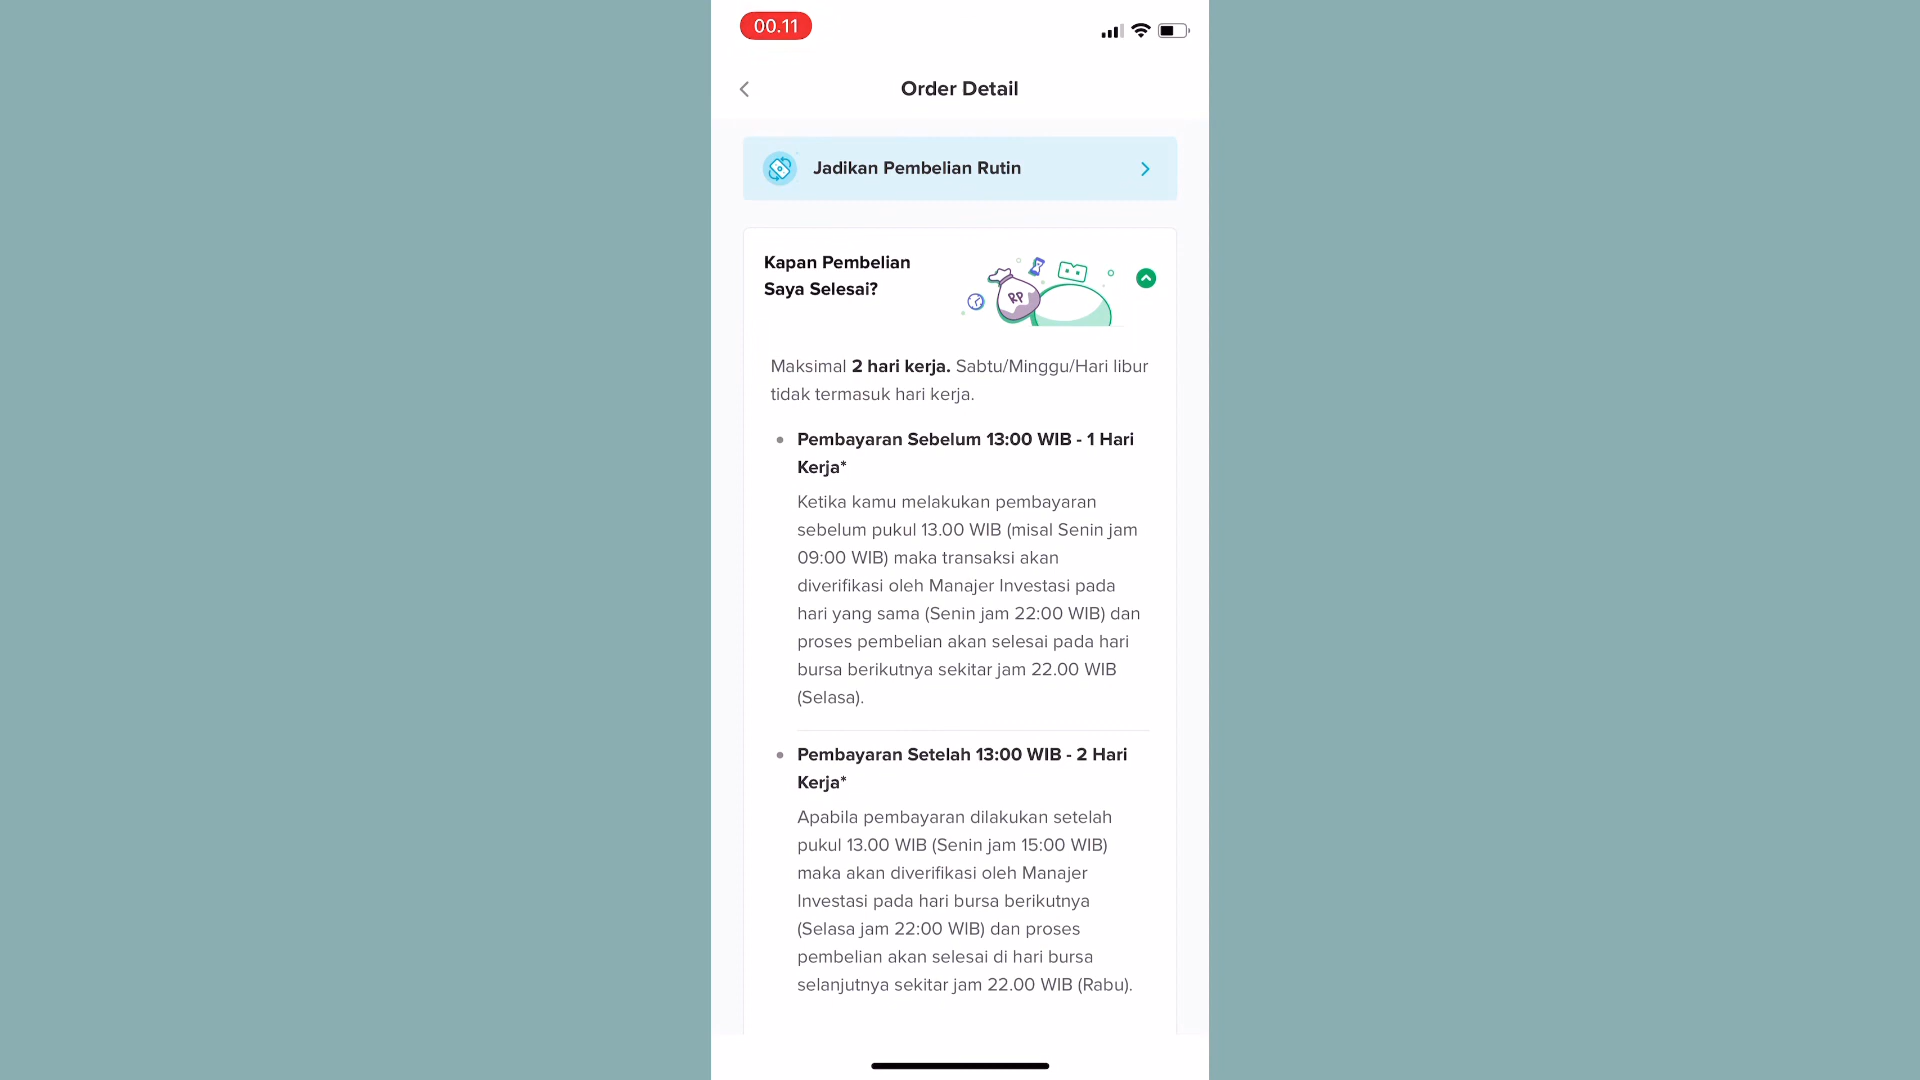 00.11
Order Detail
Jadikan Pembelian Rutin
Kapan Pembelian
Saya Selesai?
RP
Maksimal 2 hari kerja. Sabtu/Minggu/Hari libur
tidak termasuk hari kerja.
Pembayaran Sebelum 13:00 WIB - 1 Hari
Kerja*
Ketika kamu melakukan pembayaran
sebelum pukul 13.00 WIB (misal Senin jam
09:00 WIB) maka transaksi akan
diverifikasi oleh Manajer Investasi pada
hari yang sama (Senin jam 22:00 WIB) dan
proses pembelian akan selesai pada hari
bursa berikutnya sekitar jam 22.00 WIB
(Selasa).
Pembayaran Setelah 13:00 WIB - 2 Hari
Kerja*
Apabila pembayaran dilakukan setelah
pukul 13.00 WIB (Senin jam 15:00 WIB)
maka akan diverifikasi oleh Manajer
Investasi pada hari bursa berikutnya
(Selasa jam 22:00 WIB) dan proses
pembelian akan selesai di hari bursa
selanjutnya sekitar jam 22.00 WIB (Rabu).